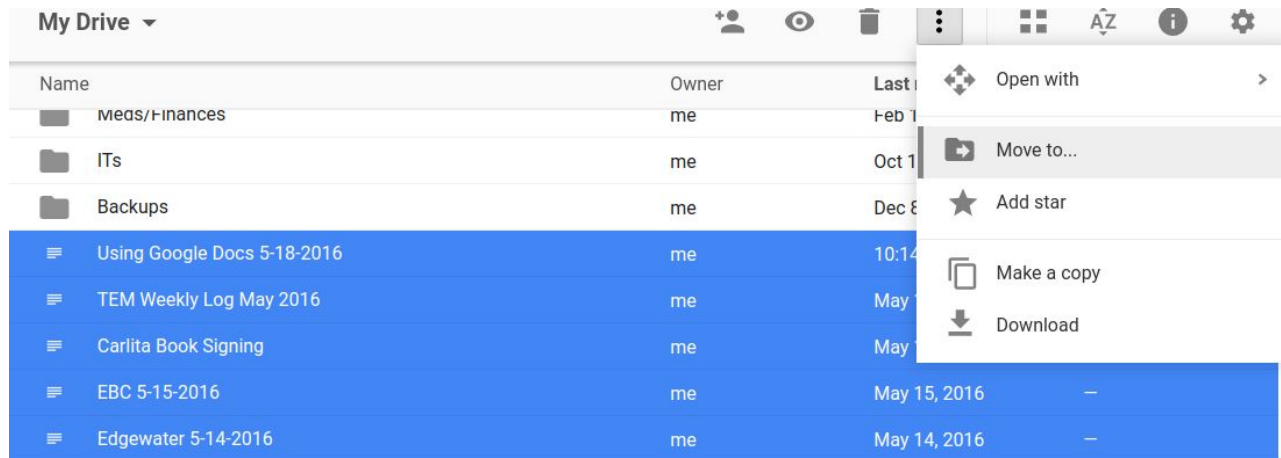 My Drive
AZ
Name Owner Last
Open with
Meds/Finances me Feb 1
Move to...
ITs me Oct 1
Add star
Backups me Dec 8
Using Google Docs 5-18-2016 me 10:14
Make a copy
TEM Weekly Log May 2016 me May
Download
Carlita Book Signing me May
EBC 5-15-2016 me May 15, 2016 —
Edgewater 5-14-2016 me May 14, 2016 —